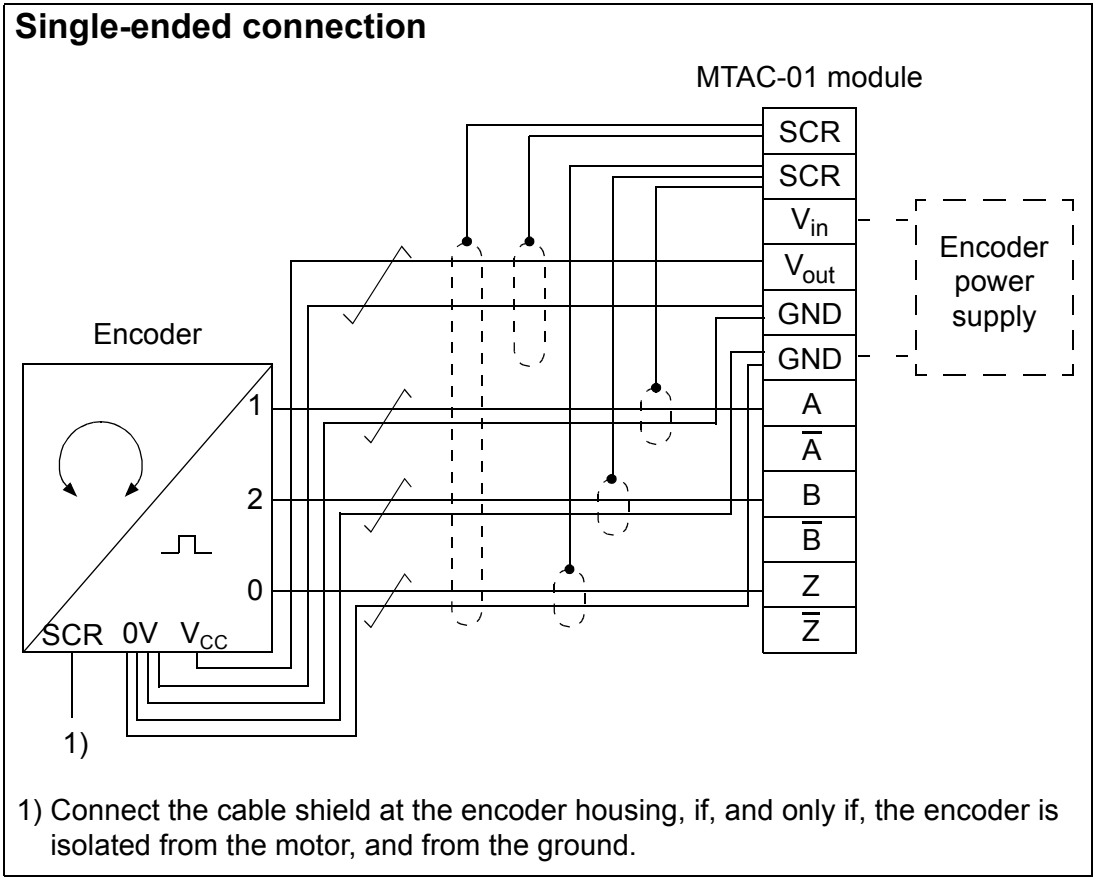 Single-ended connection
MTAC-01 module
SCR
SCR
Vin
Vout
GND
GND
A
A̅
B
B̅
Z
Z̅
Encoder
power
supply
Encoder
1
2
0
SCR 0V VCC
1)
1) Connect the cable shield at the encoder housing, if, and only if, the encoder is
isolated from the motor, and from the ground.